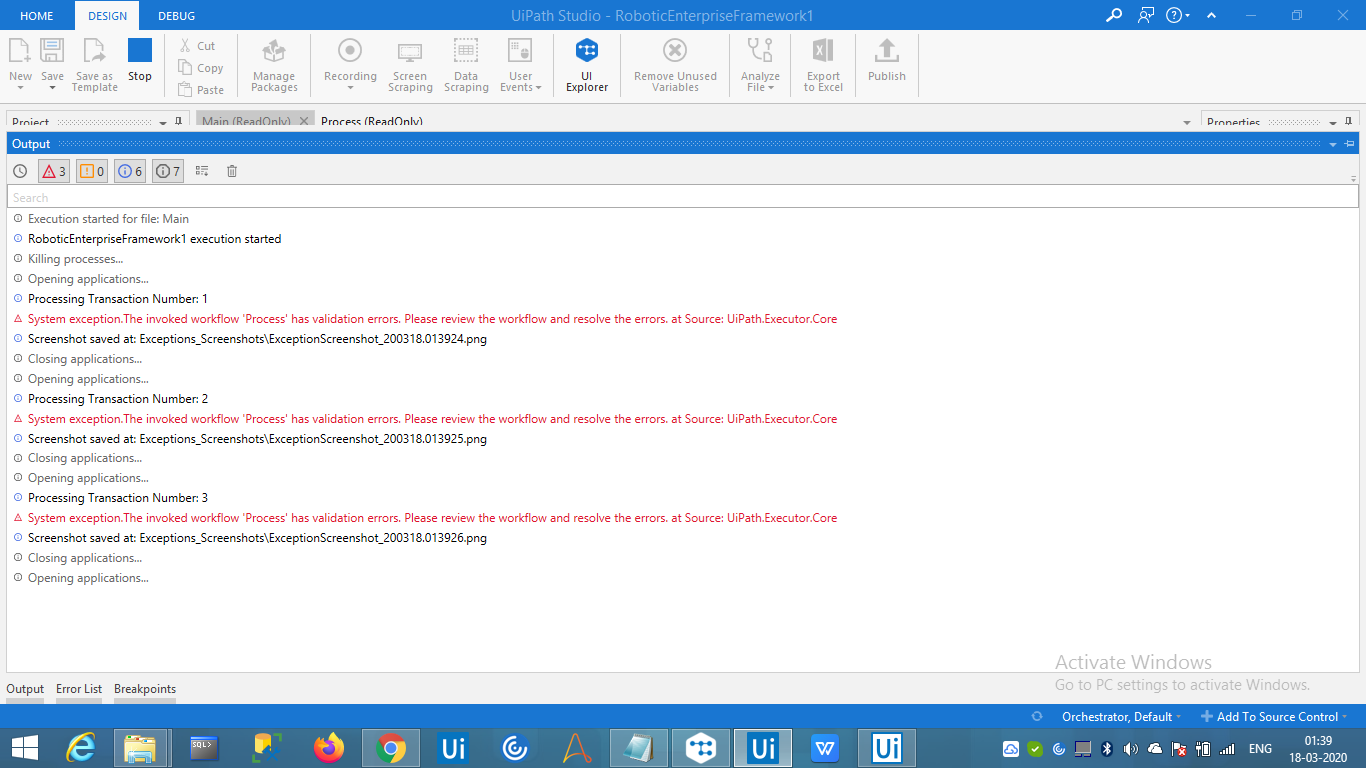 HOME DESIGN DEBUG UiPath Studio - RoboticEnterpriseFramework1
New Save Save as Template Stop
Cut
Copy
Paste
Manage Packages Recording Screen Scraping Data Scraping User Events UI Explorer Remove Unused Variables Analyze File Export to Excel Publish
Project Main (ReadOnly) Process (ReadOnly) Properties
Output
3 0 6 7
Search
Execution started for file: Main
RoboticEnterpriseFramework1 execution started
Killing processes...
Opening applications...
Processing Transaction Number: 1
System exception.The invoked workflow 'Process' has validation errors. Please review the workflow and resolve the errors. at Source: UiPath.Executor.Core
Screenshot saved at: Exceptions_Screenshots\ExceptionScreenshot_200318.013924.png
Closing applications...
Opening applications...
Processing Transaction Number: 2
System exception.The invoked workflow 'Process' has validation errors. Please review the workflow and resolve the errors. at Source: UiPath.Executor.Core
Screenshot saved at: Exceptions_Screenshots\ExceptionScreenshot_200318.013925.png
Closing applications...
Opening applications...
Processing Transaction Number: 3
System exception.The invoked workflow 'Process' has validation errors. Please review the workflow and resolve the errors. at Source: UiPath.Executor.Core
Screenshot saved at: Exceptions_Screenshots\ExceptionScreenshot_200318.013926.png
Closing applications...
Opening applications...
Activate Windows
Go to PC settings to activate Windows.
Output Error List Breakpoints
Orchestrator, Default Add To Source Control
SQL> Ui Ui W Ui ENG 01:39
18-03-2020